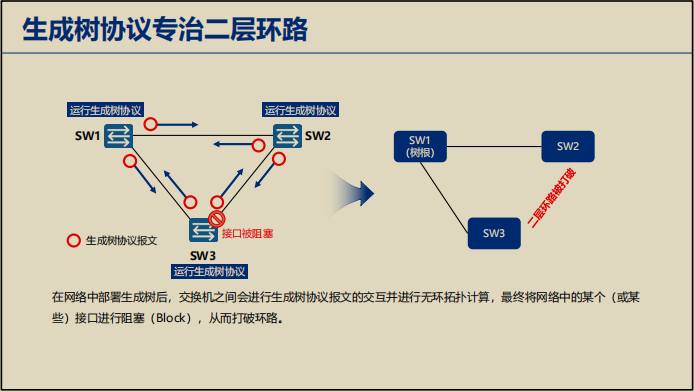 生成树协议专治二层环路
运行生成树协议
运行生成树协议
SW1
SW2
SW3
运行生成树协议
接口被阻塞
生成树协议报文
SW1
（树根）
SW2
SW3
二层环路被打破
在网络中部署生成树后，交换机之间会进行生成树协议报文的交互并进行无环拓扑计算，最终将网络中的某个（或某
些）接口进行阻塞（Block），从而打破环路。